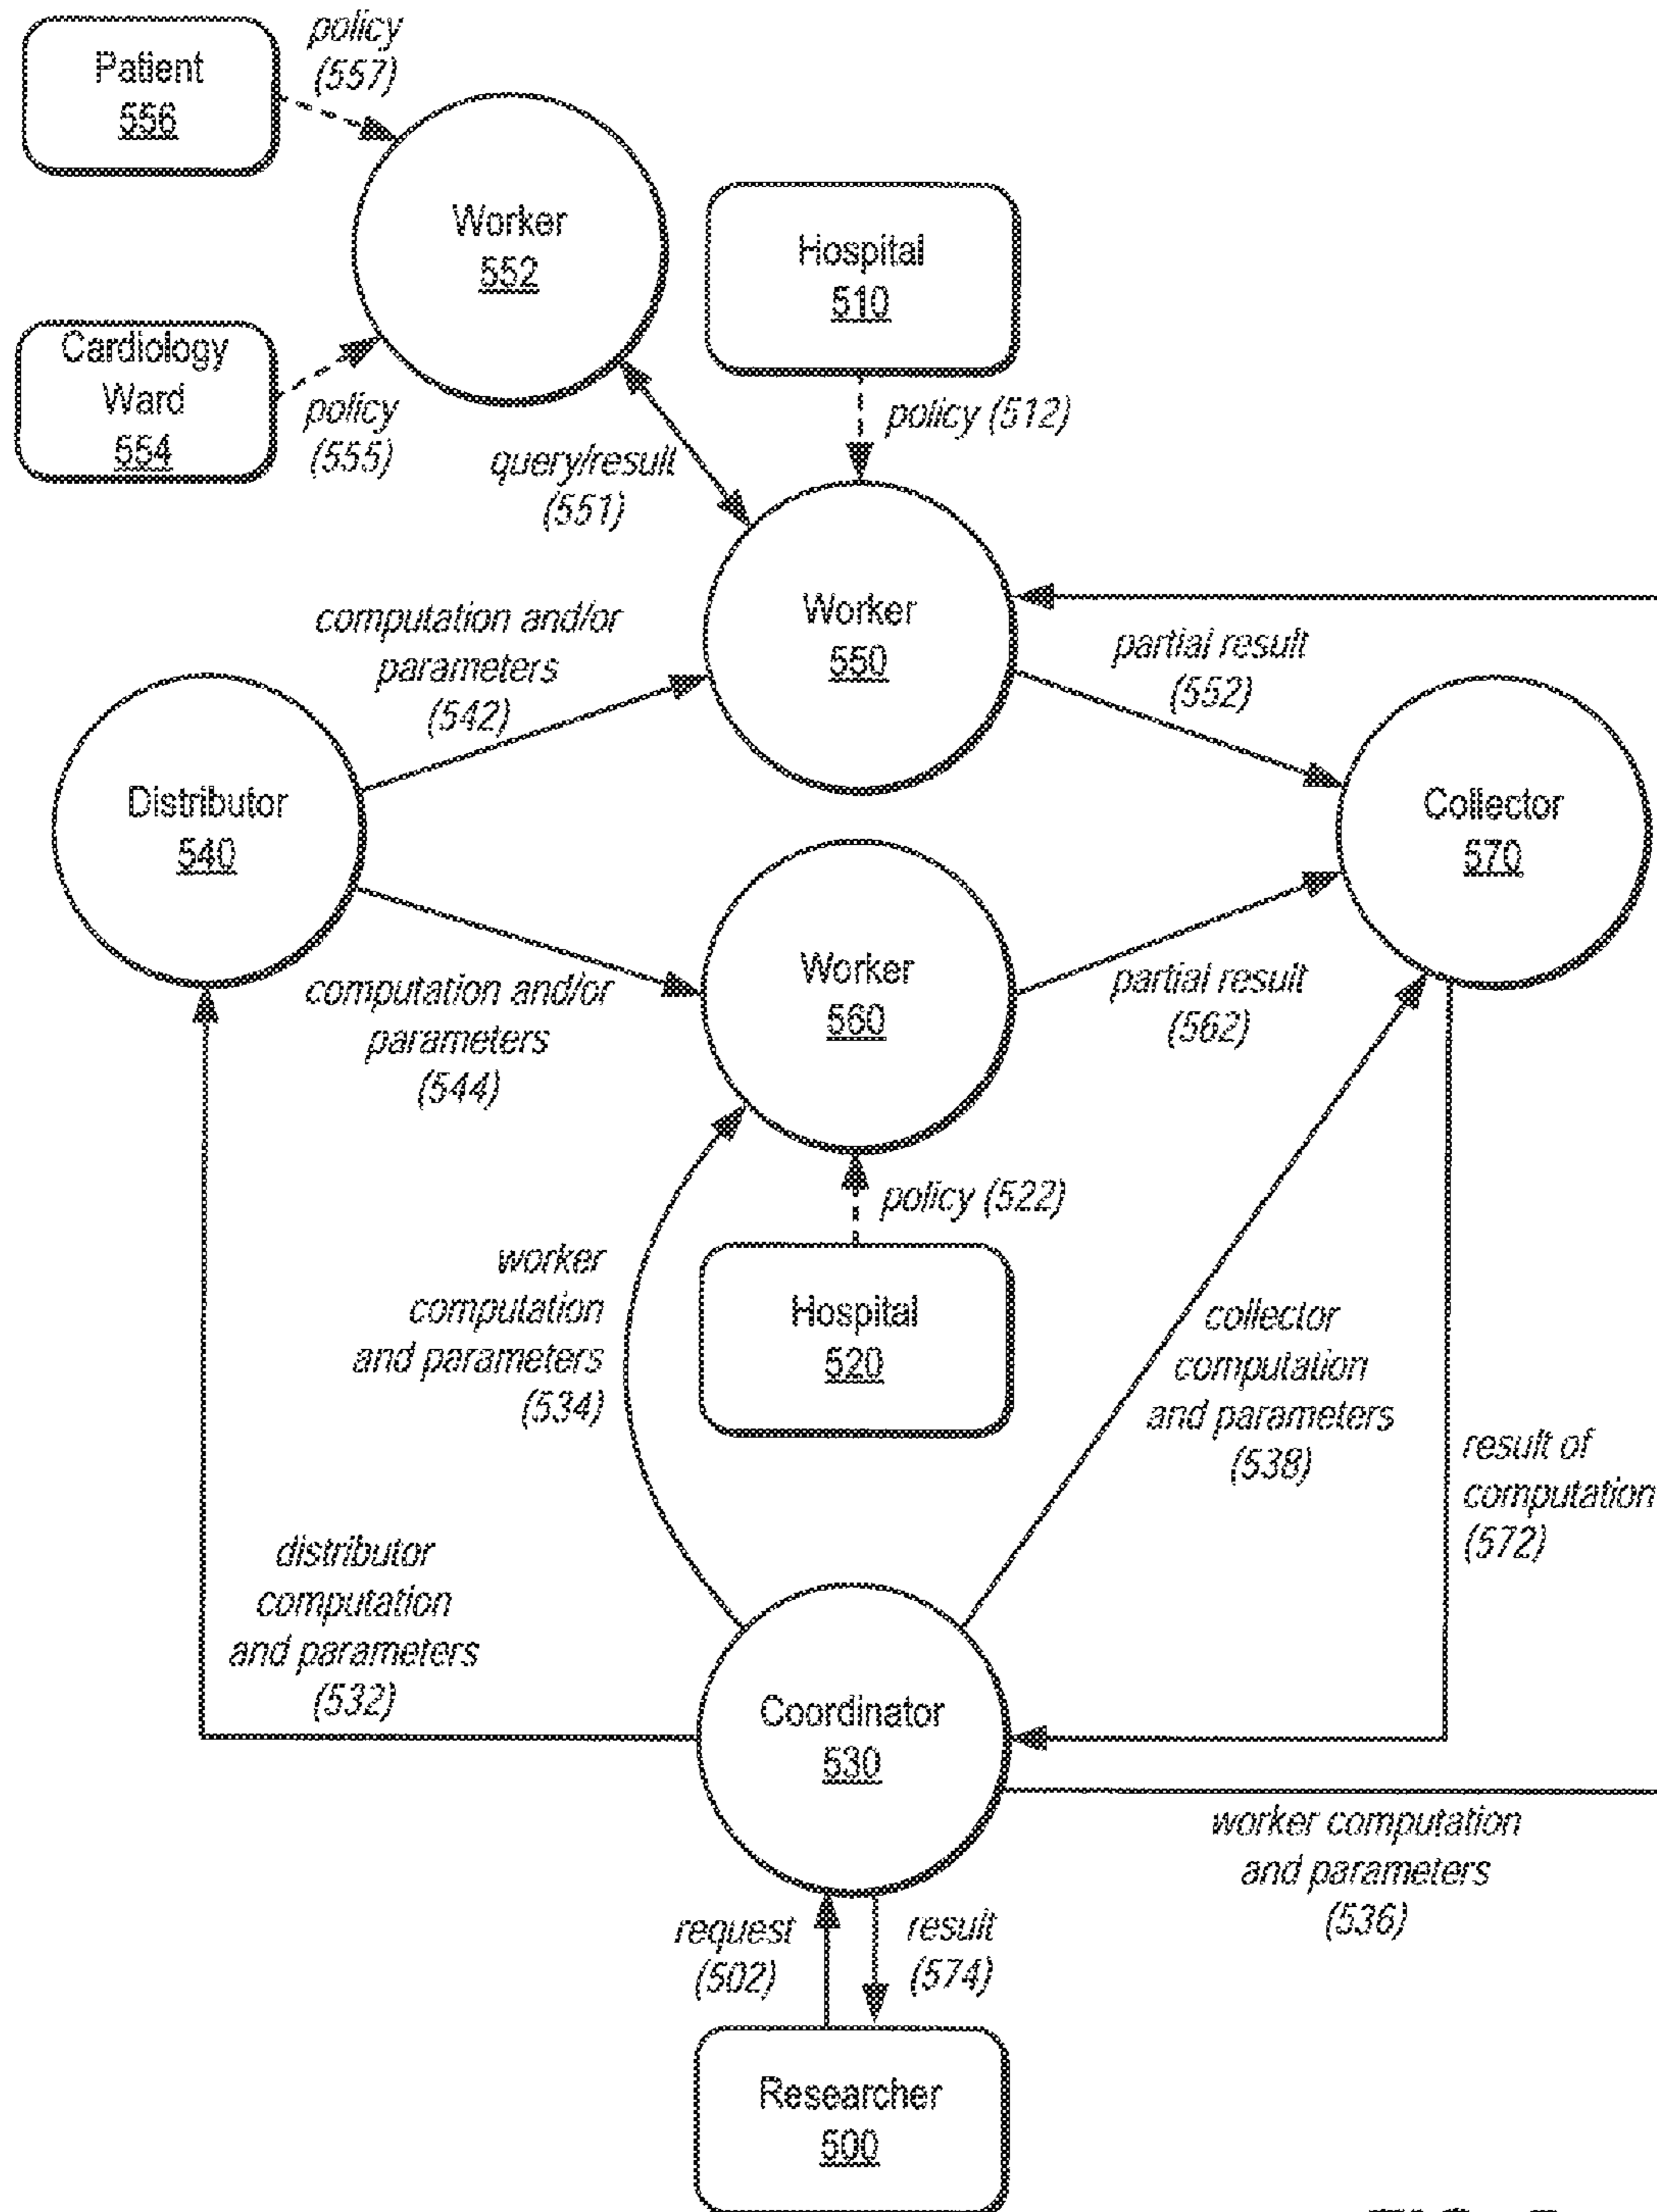 Patient
556
policy
(557)
Worker
552
Hospital
510
Cardiology
Ward
554
policy
(555)
policy (512)
query/result
(551)
computation and/or
parameters
(542)
Worker
550
partial result
(552)
Distributor
540
Collector
570
Worker
560
computation and/or
parameters
(544)
partial result
(562)
policy (522)
worker
computation
and parameters
(534)
Hospital
520
collector
computation
and parameters
(538)
result of
computation
(572)
distributor
computation
and parameters
(532)
Coordinator
530
worker computation
and parameters
(536)
request
(502)
result
(574)
Researcher
500